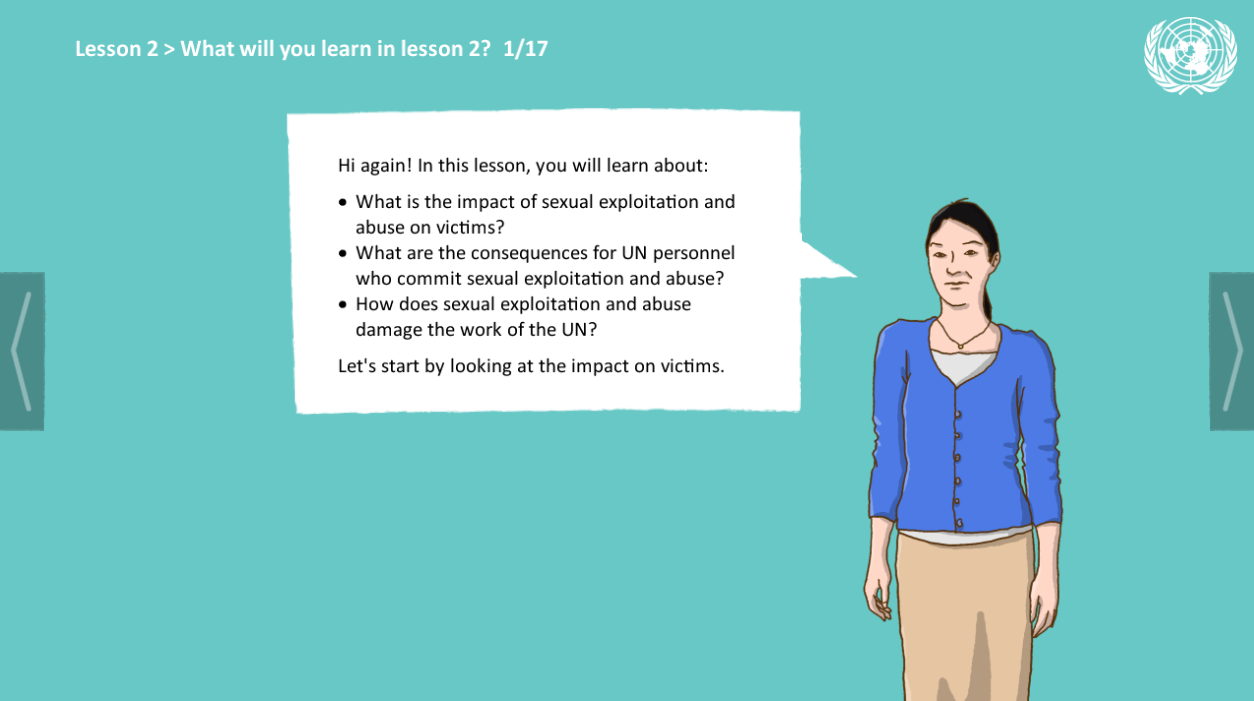 Lesson 2 > What will you learn in lesson 2? 1/17
Hi again! In this lesson, you will learn about:
• What is the impact of sexual exploitation and
abuse on victims?
• What are the consequences for UN personnel
who commit sexual exploitation and abuse?
• How does sexual exploitation and abuse
damage the work of the UN?
Let's start by looking at the impact on victims.